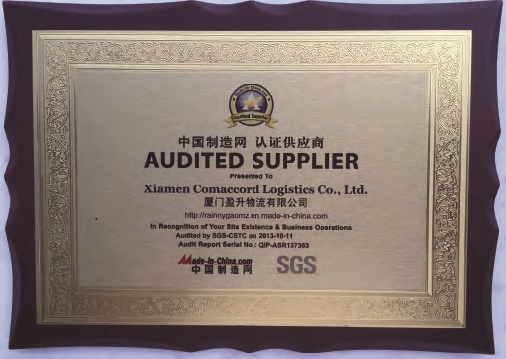 Audited Supplier
中国制造网 认证供应商
AUDITED SUPPLIER
Presented To
Xiamen Comaccord Logistics Co., Ltd.
厦门盈升物流有限公司
http://rainnygaomz.en.made-in-china.com
In Recognition of Your Site Existence & Business Operations
Audited by SGS-CSTC on 2013-10-11
Audit Report Serial No.: QIP-ASR137363
Made-in-China.com
中国制造网
SGS